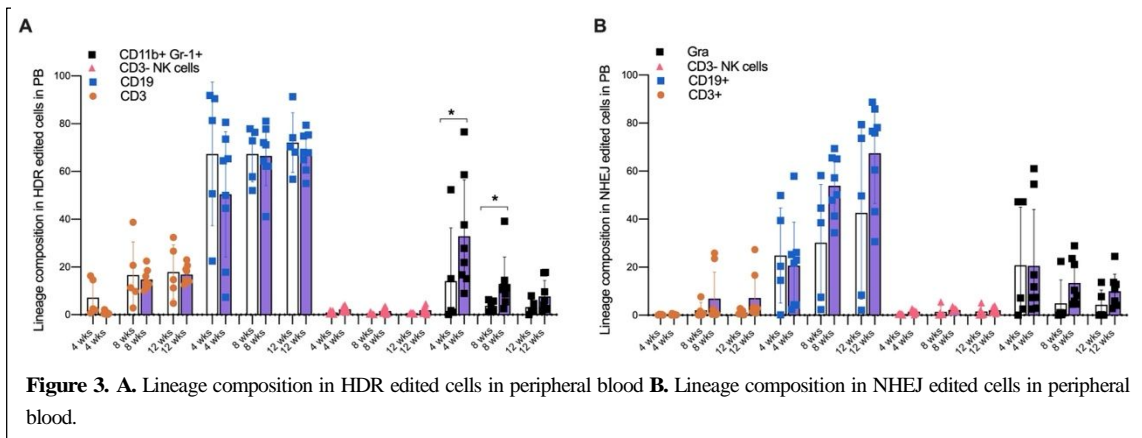 A
CD11b+ Gr-1+
CD3- NK cells
CD19
CD3
Lineage composition in HDR edited cells in PB
100
80
60
40
20
0
*
*
4 wks
4 wks
8 wks
8 wks
12 wks
12 wks
4 wks
4 wks
8 wks
8 wks
12 wks
12 wks
4 wks
4 wks
8 wks
8 wks
12 wks
12 wks
4 wks
4 wks
8 wks
8 wks
12 wks
12 wks
B
Gra
CD3- NK cells
CD19+
CD3+
Lineage composition in NHEJ edited cells in PB
100
80
60
40
20
0
4 wks
4 wks
8 wks
8 wks
12 wks
12 wks
4 wks
4 wks
8 wks
8 wks
12 wks
12 wks
4 wks
4 wks
8 wks
8 wks
12 wks
12 wks
4 wks
4 wks
8 wks
8 wks
12 wks
12 wks
Figure 3. A. Lineage composition in HDR edited cells in peripheral blood B. Lineage composition in NHEJ edited cells in peripheral
blood.